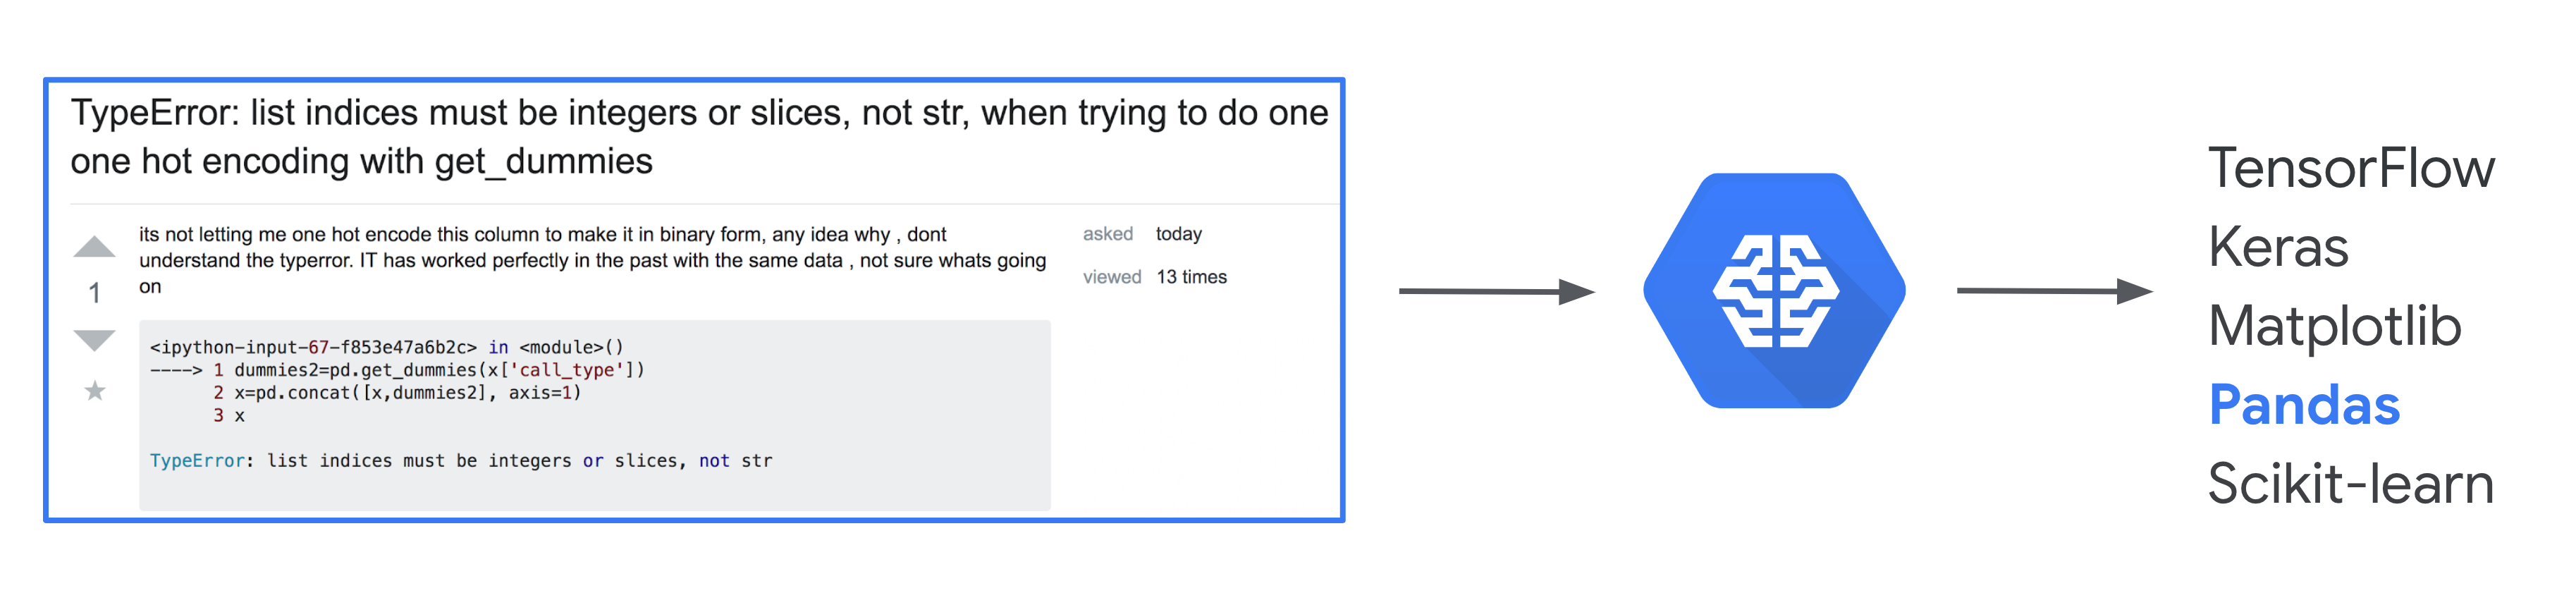 TypeError: list indices must be integers or slices, not str, when trying to do one
one hot encoding with get_dummies
its not letting me one hot encode this column to make it in binary form, any idea why , dont
understand the typerror. IT has worked perfectly in the past with the same data , not sure whats going
on
asked today
viewed 13 times
1
<ipython-input-67-f853e47a6b2c> in <module>()
----> 1 dummies2=pd.get_dummies(x['call_type'])
2 x=pd.concat([x,dummies2], axis=1)
3 x
TypeError: list indices must be integers or slices, not str
TensorFlow
Keras
Matplotlib
Pandas
Scikit-learn